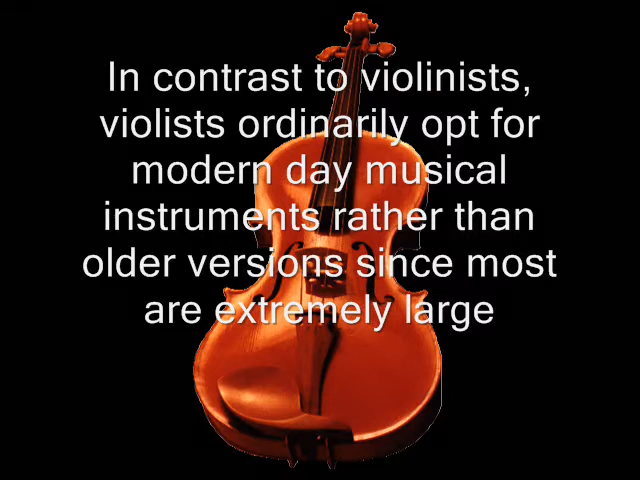 In contrast to violinists,
violists ordinarily opt for
modern day musical
instruments rather than
older versions since most
are extremely large